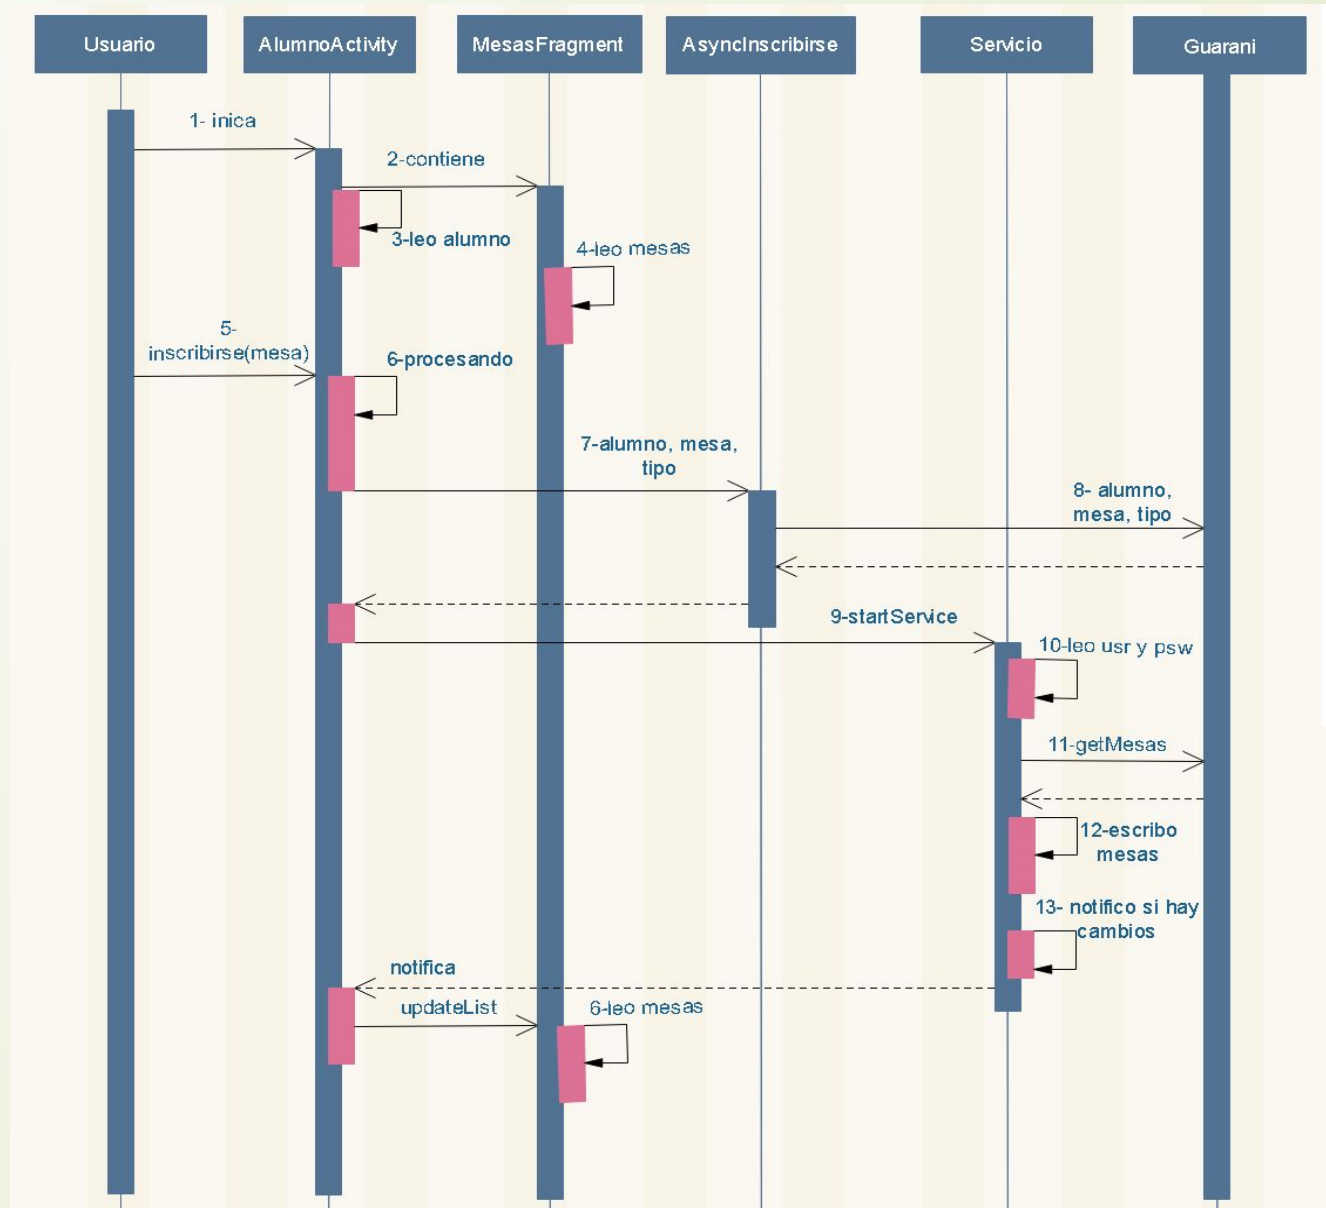 Usuario
AlumnoActivity
MesasFragment
AsyncInscribirse
Servicio
Guarani
1- inica
2-contiene
3-leo alumno
4-leo mesas
5-
inscribirse(mesa)
6-procesando
7-alumno, mesa,
tipo
8- alumno,
mesa, tipo
9-startService
10-leo usr y psw
11-getMesas
12-escribo
mesas
13- notifico si hay
cambios
notifica
updateList
6-leo mesas